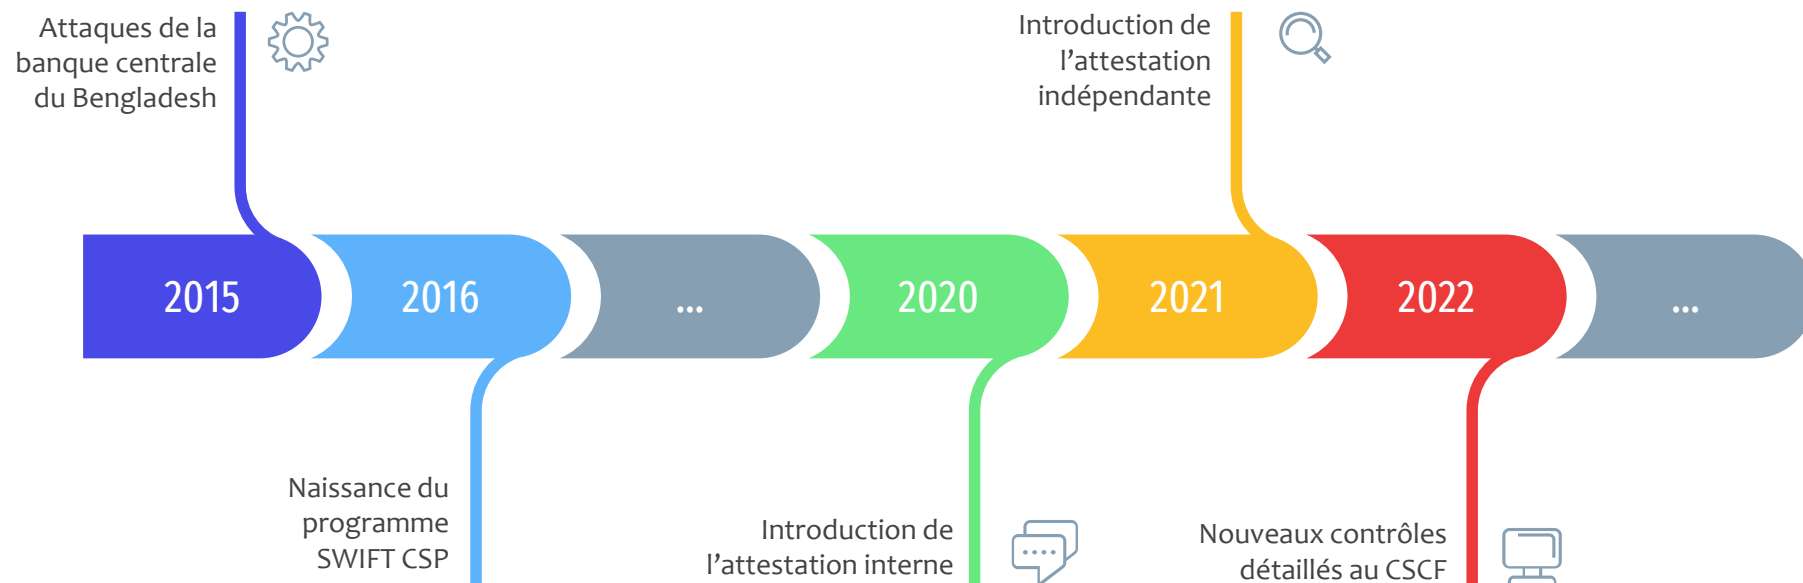 Attaques de la
banque centrale
du Bengladesh
Introduction de
l’attestation
indépendante
2015
2016
...
2020
2021
2022
...
Naissance du
programme
SWIFT CSP
Introduction de
l’attestation interne
Nouveaux contrôles
détaillés au CSCF